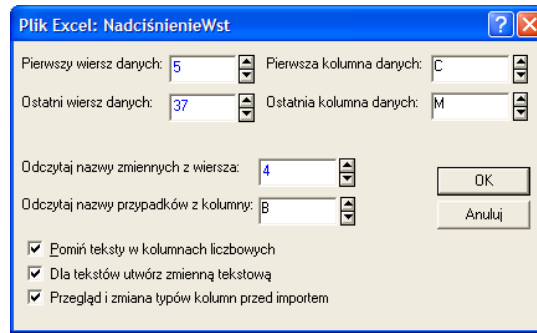 Plik Excel: NadciśnienieWst
Pierwszy wiersz danych: 5 Pierwsza kolumna danych: C
Ostatni wiersz danych: 37 Ostatnia kolumna danych: M
Odczytaj nazwy zmiennych z wiersza: 4
OK
Odczytaj nazwy przypadków z kolumny: B
Anuluj
Pomiń teksty w kolumnach liczbowych
Dla tekstów utwórz zmienną tekstową
Przegląd i zmiana typów kolumn przed importem